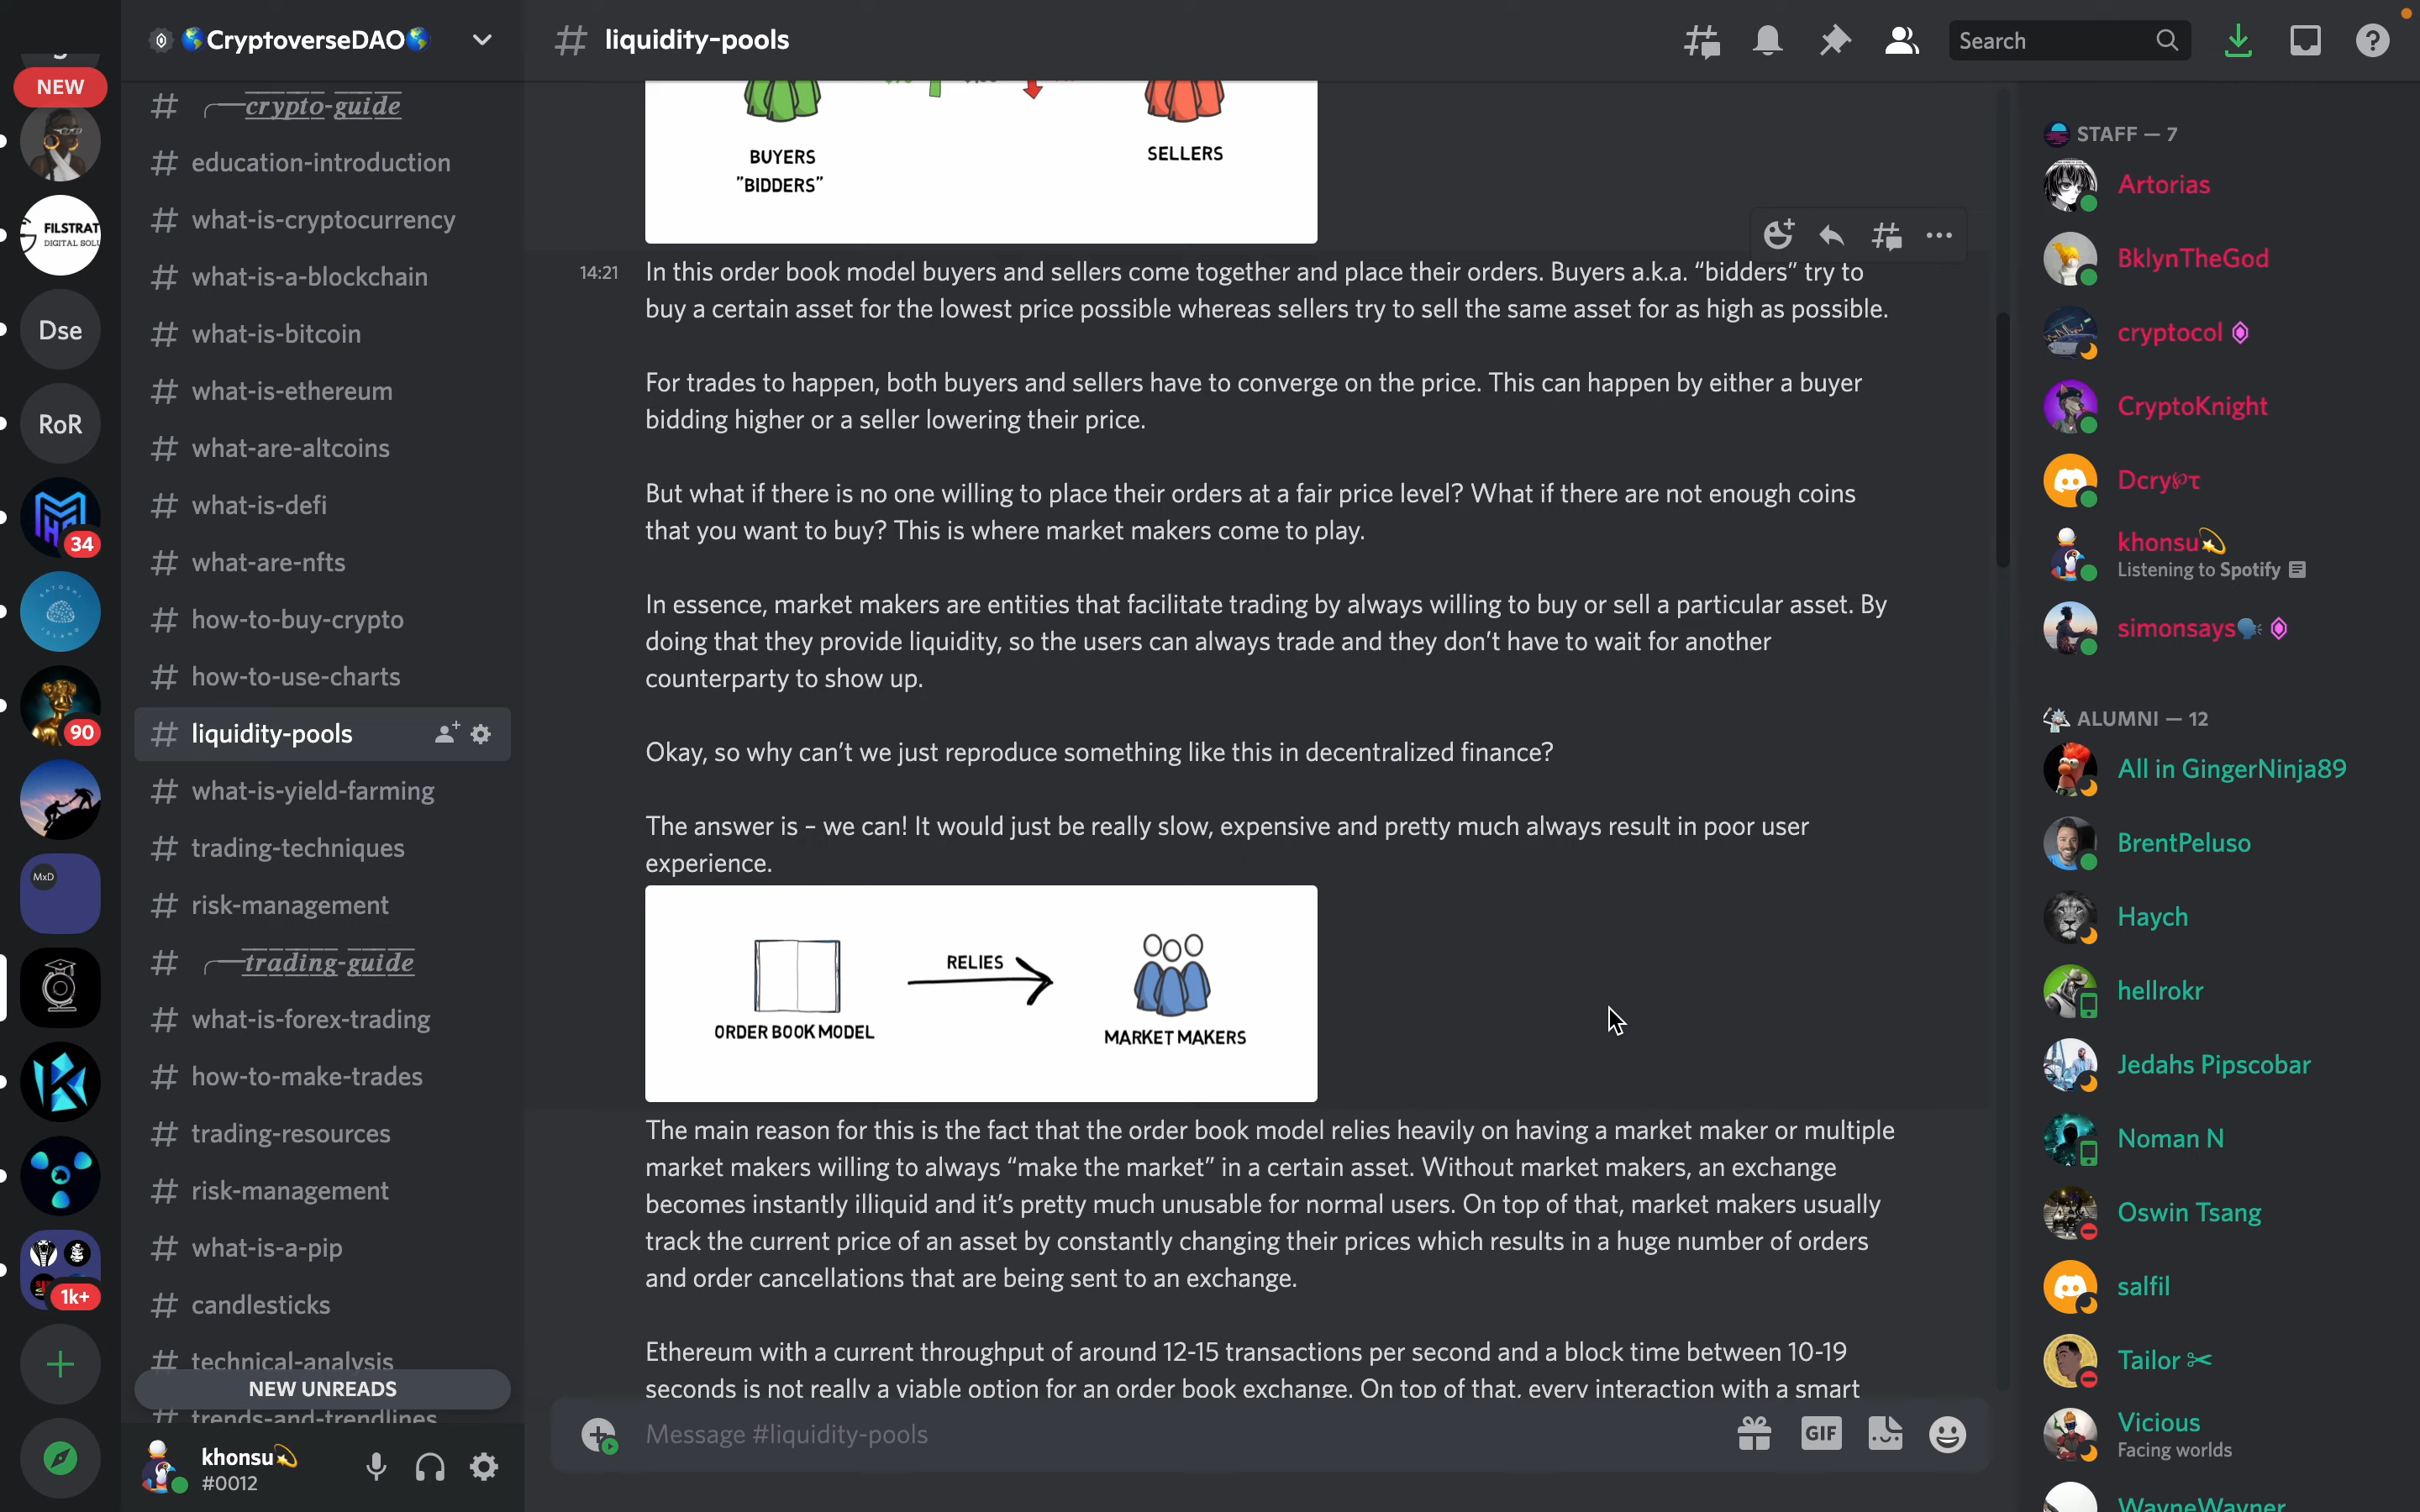 NEW
FILSTRAT
DIGITAL SOLU
Dse
RoR
34
90
MxD
1k+
🌎CryptoverseDAO🌎
crypto-guide
education-introduction
what-is-cryptocurrency
what-is-a-blockchain
what-is-bitcoin
what-is-ethereum
what-are-altcoins
what-is-defi
what-are-nfts
how-to-buy-crypto
how-to-use-charts
liquidity-pools
what-is-yield-farming
trading-techniques
risk-management
trading-guide
what-is-forex-trading
how-to-make-trades
trading-resources
risk-management
what-is-a-pip
candlesticks
technical-analysis
NEW UNREADS
trends-and-trendlines
khonsu💫
#0012
# liquidity-pools
Search
BUYERS
"BIDDERS"
SELLERS
14:21
In this order book model buyers and sellers come together and place their orders. Buyers a.k.a. “bidders” try to
buy a certain asset for the lowest price possible whereas sellers try to sell the same asset for as high as possible.
For trades to happen, both buyers and sellers have to converge on the price. This can happen by either a buyer
bidding higher or a seller lowering their price.
But what if there is no one willing to place their orders at a fair price level? What if there are not enough coins
that you want to buy? This is where market makers come to play.
In essence, market makers are entities that facilitate trading by always willing to buy or sell a particular asset. By
doing that they provide liquidity, so the users can always trade and they don’t have to wait for another
counterparty to show up.
Okay, so why can’t we just reproduce something like this in decentralized finance?
The answer is – we can! It would just be really slow, expensive and pretty much always result in poor user
experience.
RELIES
ORDER BOOK MODEL
MARKET MAKERS
The main reason for this is the fact that the order book model relies heavily on having a market maker or multiple
market makers willing to always “make the market” in a certain asset. Without market makers, an exchange
becomes instantly illiquid and it’s pretty much unusable for normal users. On top of that, market makers usually
track the current price of an asset by constantly changing their prices which results in a huge number of orders
and order cancellations that are being sent to an exchange.
Ethereum with a current throughput of around 12-15 transactions per second and a block time between 10-19
seconds is not really a viable option for an order book exchange. On top of that, every interaction with a smart
Message #liquidity-pools
GIF
STAFF — 7
Artorias
BklynTheGod
cryptocol
CryptoKnight
Dcry℘τ
khonsu💫
Listening to Spotify
simonsays🗣
ALUMNI — 12
All in GingerNinja89
BrentPeluso
Haych
hellrokr
Jedahs Pipscobar
Noman N
Oswin Tsang
salfil
Tailor ✂
Vicious
Facing worlds
WayneWayner